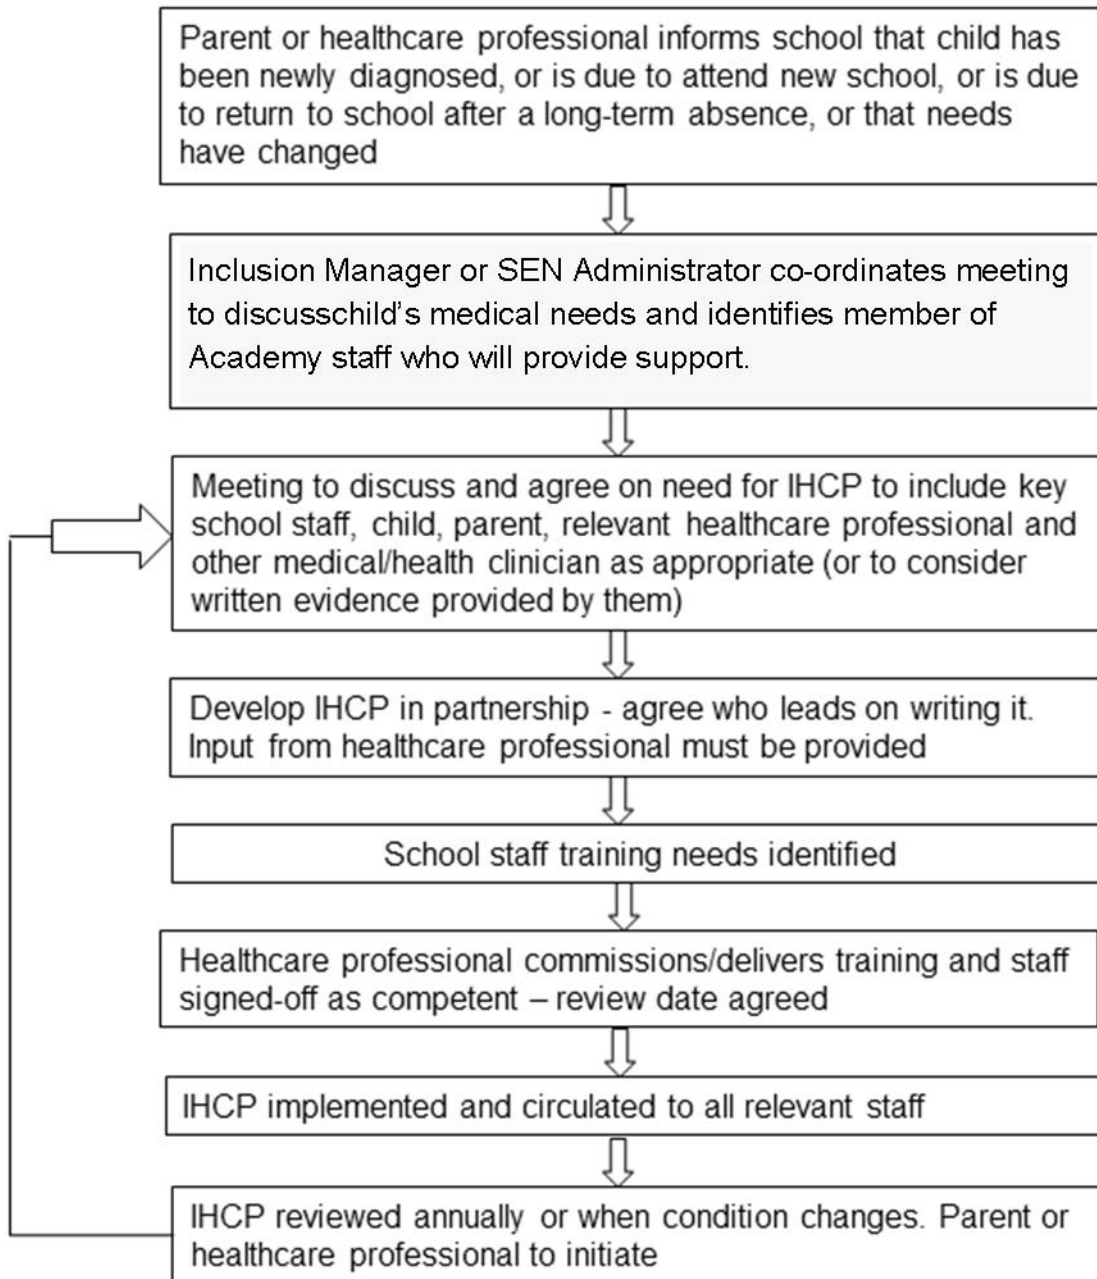 Parent or healthcare professional informs school that child has
been newly diagnosed, or is due to attend new school, or is due
to return to school after a long-term absence, or that needs
have changed
Inclusion Manager or SEN Administrator co-ordinates meeting
to discusschild’s medical needs and identifies member of
Academy staff who will provide support.
Meeting to discuss and agree on need for IHCP to include key
school staff, child, parent, relevant healthcare professional and
other medical/health clinician as appropriate (or to consider
written evidence provided by them)
Develop IHCP in partnership - agree who leads on writing it.
Input from healthcare professional must be provided
School staff training needs identified
Healthcare professional commissions/delivers training and staff
signed-off as competent – review date agreed
IHCP implemented and circulated to all relevant staff
IHCP reviewed annually or when condition changes. Parent or
healthcare professional to initiate